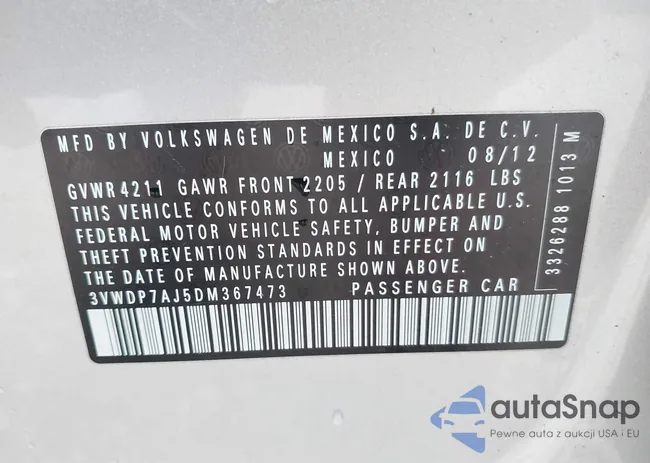 MFD BY VOLKSWAGEN DE MEXICO S.A. DE C.V.
MEXICO 08/12
GVWR GAWR FRONT 2205 / REAR 2116 LBS
THIS VEHICLE CONFORMS TO ALL APPLICABLE U.S.
FEDERAL MOTOR VEHICLE SAFETY, BUMPER AND
THEFT PREVENTION STANDARDS IN EFFECT ON
THE DATE OF MANUFACTURE SHOWN ABOVE.
3VWDP7AJ5DM367473 PASSENGER CAR
3326288 1013 M
autoSnap
Pewne auta z aukcji USA i EU